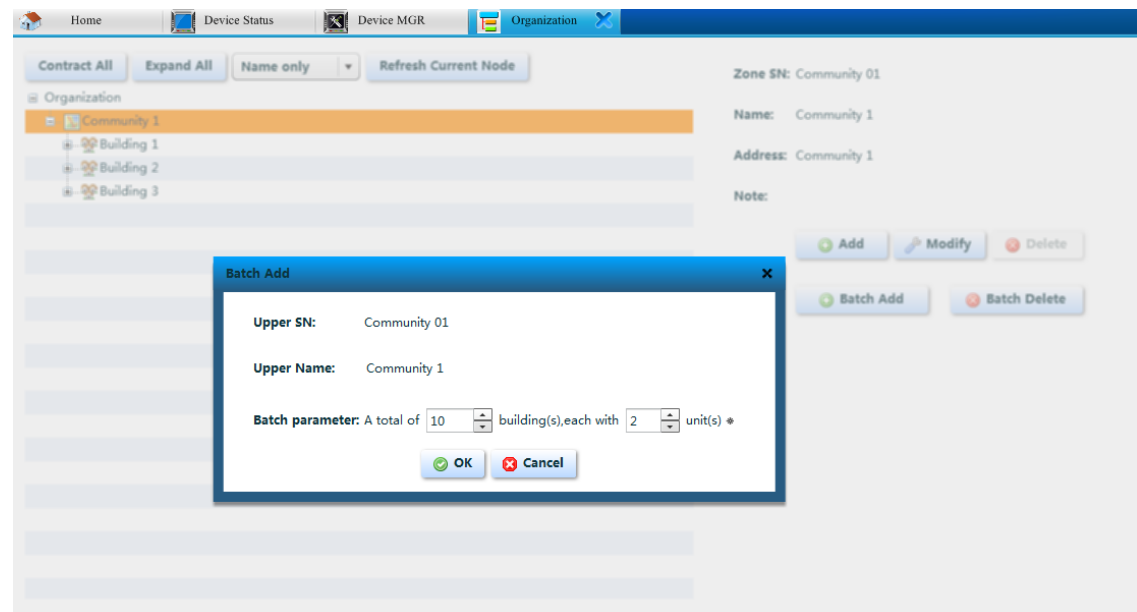 Home Device Status Device MGR Organization
Contract All Expand All Name only Refresh Current Node
Organization
Community 1
Building 1
Building 2
Building 3
Zone SN: Community 01
Name: Community 1
Address: Community 1
Note:
Add Modify Delete
Batch Add Batch Delete
Batch Add
Upper SN: Community 01
Upper Name: Community 1
Batch parameter: A total of 10 building(s),each with 2 unit(s) *
OK Cancel